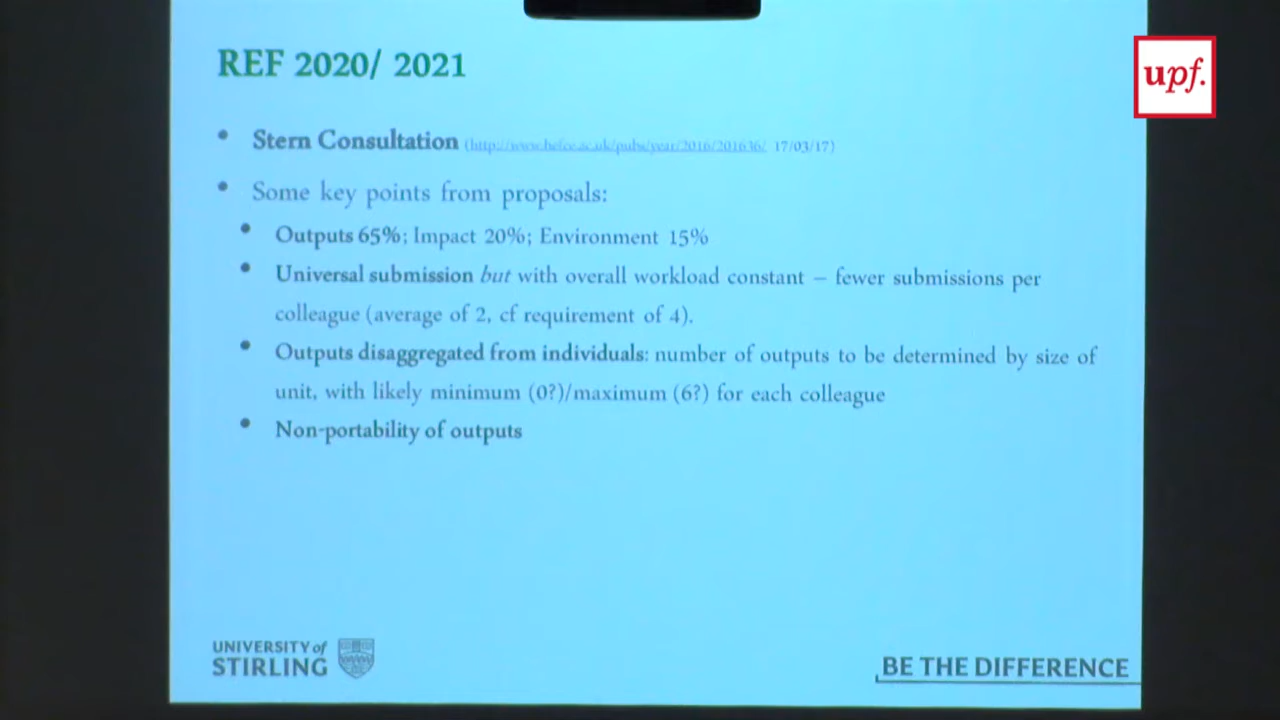 REF 2020/ 2021
upf.
• Stern Consultation (http://www.hefce.ac.uk/pubs/year/2016/201636/ 17/03/17)
• Some key points from proposals:
• Outputs 65%; Impact 20%; Environment 15%
• Universal submission but with overall workload constant – fewer submissions per
colleague (average of 2, cf requirement of 4).
• Outputs disaggregated from individuals: number of outputs to be determined by size of
unit, with likely minimum (0?)/maximum (6?) for each colleague
• Non-portability of outputs
UNIVERSITY of
STIRLING
BE THE DIFFERENCE